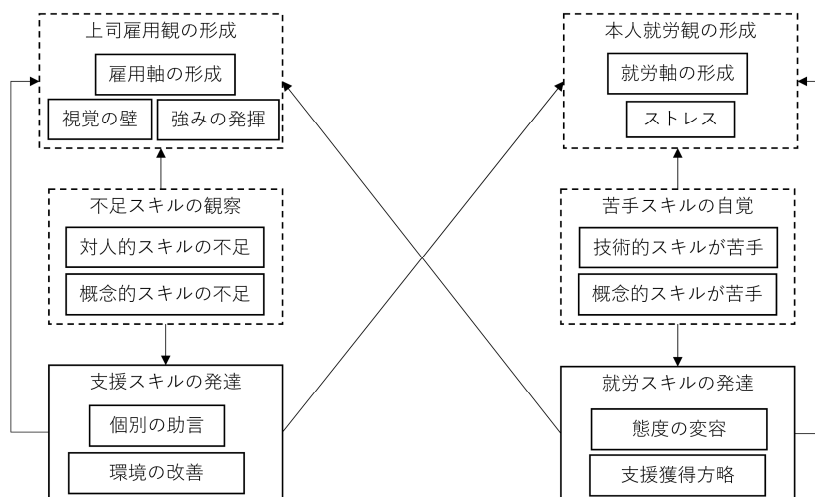 上司雇用観の形成
雇用軸の形成
視覚の壁
強みの発揮
不足スキルの観察
対人的スキルの不足
概念的スキルの不足
支援スキルの発達
個別の助言
環境の改善
本人就労観の形成
就労軸の形成
ストレス
苦手スキルの自覚
技術的スキルが苦手
概念的スキルが苦手
就労スキルの発達
態度の変容
支援獲得方略